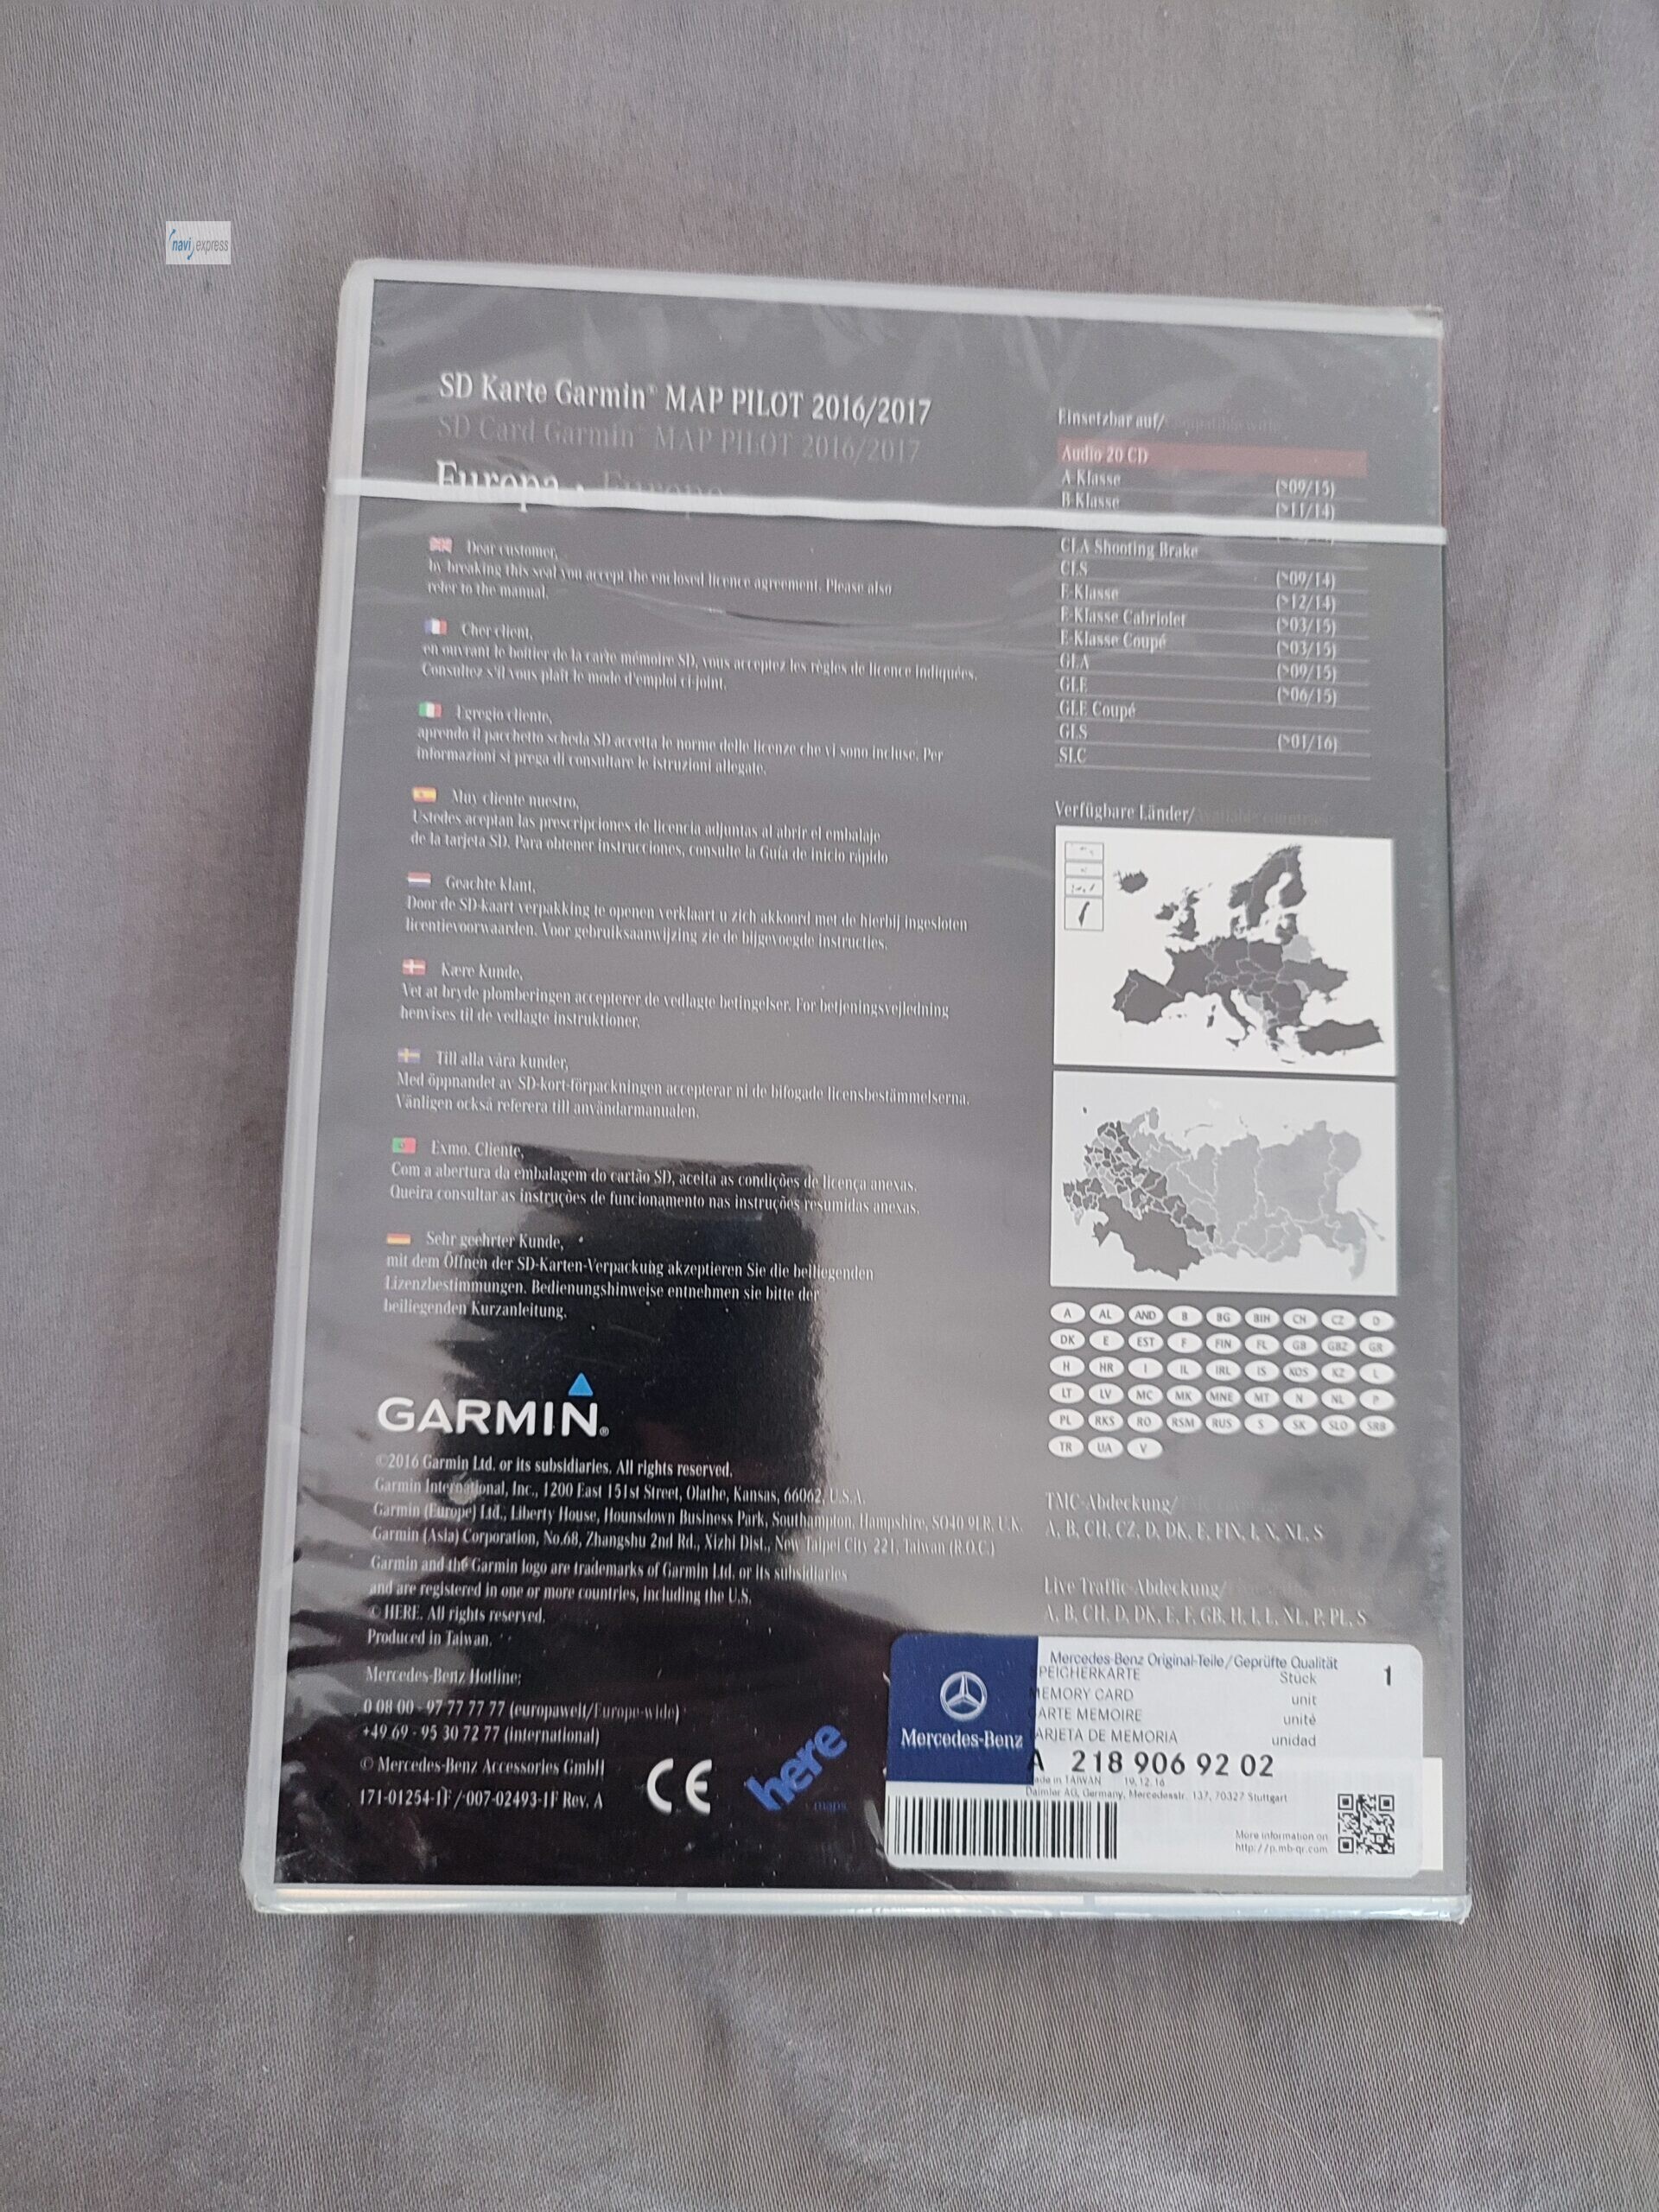 navi express
SD Karte Garmin® MAP PILOT 2016/2017
SD Card Garmin® MAP PILOT 2016/2017
Europa · Europe
Dear customer,
by breaking this seal you accept the enclosed licence agreement. Please also
refer to the manual.
Cher client,
en ouvrant le boîtier de la carte mémoire SD, vous acceptez les règles de licence indiquées.
Consultez s'il vous plaît le mode d'emploi ci-joint.
Egregio cliente,
aprendo il pacchetto scheda SD accetta le norme delle licenze che vi sono incluse. Per
informazioni si prega di consultare le istruzioni allegate.
Muy cliente nuestro,
Ustedes aceptan las prescripciones de licencia adjuntas al abrir el embalaje
de la tarjeta SD. Para obtener instrucciones, consulte la Guía de inicio rápido
Geachte klant,
Door de SD-kaart verpakking te openen verklaart u zich akkoord met de hierbij ingesloten
licentievoorwaarden. Voor gebruiksaanwijzing zie de bijgevoegde instructies.
Kære Kunde,
Vet at bryde plomberingen accepterer de vedlagte betingelser. For betjeningsvejledning
henvises til de vedlagte instruktioner.
Till alla våra kunder,
Med öppnandet av SD-kort-förpackningen accepterar ni de bifogade licensbestämmelserna.
Vänligen också referera till användarmanualen.
Exmo. Cliente,
Com a abertura da embalagem do cartão SD, aceita as condições de licença anexas.
Queira consultar as instruções de funcionamento nas instruções resumidas anexas.
Sehr geehrter Kunde,
mit dem Öffnen der SD-Karten-Verpackung akzeptieren Sie die beiliegenden
Lizenzbestimmungen. Bedienungshinweise entnehmen sie bitte der
beiliegenden Kurzanleitung.
GARMIN®
©2016 Garmin Ltd. or its subsidiaries. All rights reserved.
Garmin International, Inc., 1200 East 151st Street, Olathe, Kansas, 66062, U.S.A.
Garmin (Europe) Ltd., Liberty House, Hounsdown Business Park, Southampton, Hampshire, SO40 9LR, U.K.
Garmin (Asia) Corporation, No.68, Zhangshu 2nd Rd., Xizhi Dist., New Taipei City 221, Taiwan (R.O.C.)
Garmin and the Garmin logo are trademarks of Garmin Ltd. or its subsidiaries
and are registered in one or more countries, including the U.S.
© HERE. All rights reserved.
Produced in Taiwan.
Mercedes-Benz Hotline:
0 08 00 - 97 77 77 77 (europaweit/Europe-wide)
+49 69 - 95 30 72 77 (international)
© Mercedes-Benz Accessories GmbH
171-01254-1F /007-02493-1F Rev. A
CE
here
maps
Einsetzbar auf/
Audio 20 CD
A-Klasse (>09/15)
B-Klasse (>11/14)
CLA Shooting Brake
CLS (>09/14)
E-Klasse (>12/14)
E-Klasse Cabriolet (>03/15)
E-Klasse Coupé (>03/15)
GLA (>09/15)
GLE (>06/15)
GLE Coupé
GLS (>01/16)
SLC
Verfügbare Länder/
A AL AND B BG BIH CH CZ D
DK E EST F FIN FL GB GBZ GR
H HR I IL IRL IS KOS KZ L
LT LV MC MK MNE MT N NL P
PL RKS RO RSM RUS S SK SLO SRB
TR UA V
TMC-Abdeckung/
A, B, CH, CZ, D, DK, E, FIN, I, N, NL, S
Live Traffic-Abdeckung/
A, B, CH, D, DK, E, F, GB, H, I, L, NL, P, PL, S
Mercedes-Benz
Mercedes-Benz Original-Teile/Geprüfte Qualität
PEICHERKARTE Stück 1
EMORY CARD unit
ARTE MEMOIRE unité
ARJETA DE MEMORIA unidad
A 218 906 92 02
ade in TAIWAN 19.12.16
Daimler AG, Germany, Mercedesstr. 137, 70327 Stuttgart
More information on
http://p.mb-qr.com